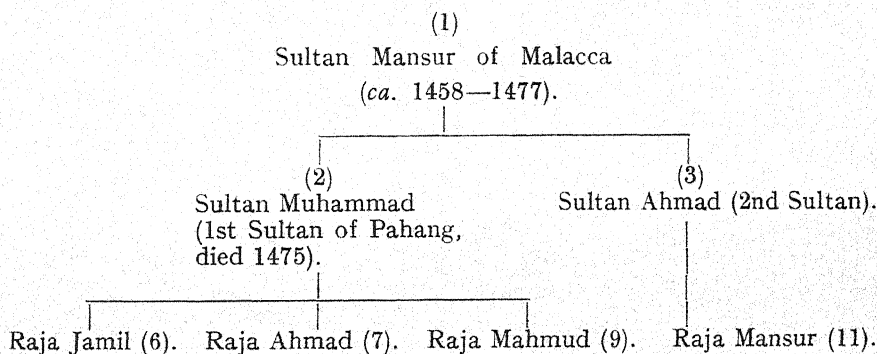 (1)
Sultan Mansur of Malacca
(ca. 1458—1477).
(2)
Sultan Muhammad
(1st Sultan of Pahang,
died 1475).
(3)
Sultan Ahmad (2nd Sultan).
Raja Jamil (6). Raja Ahmad (7). Raja Mahmud (9). Raja Mansur (11).